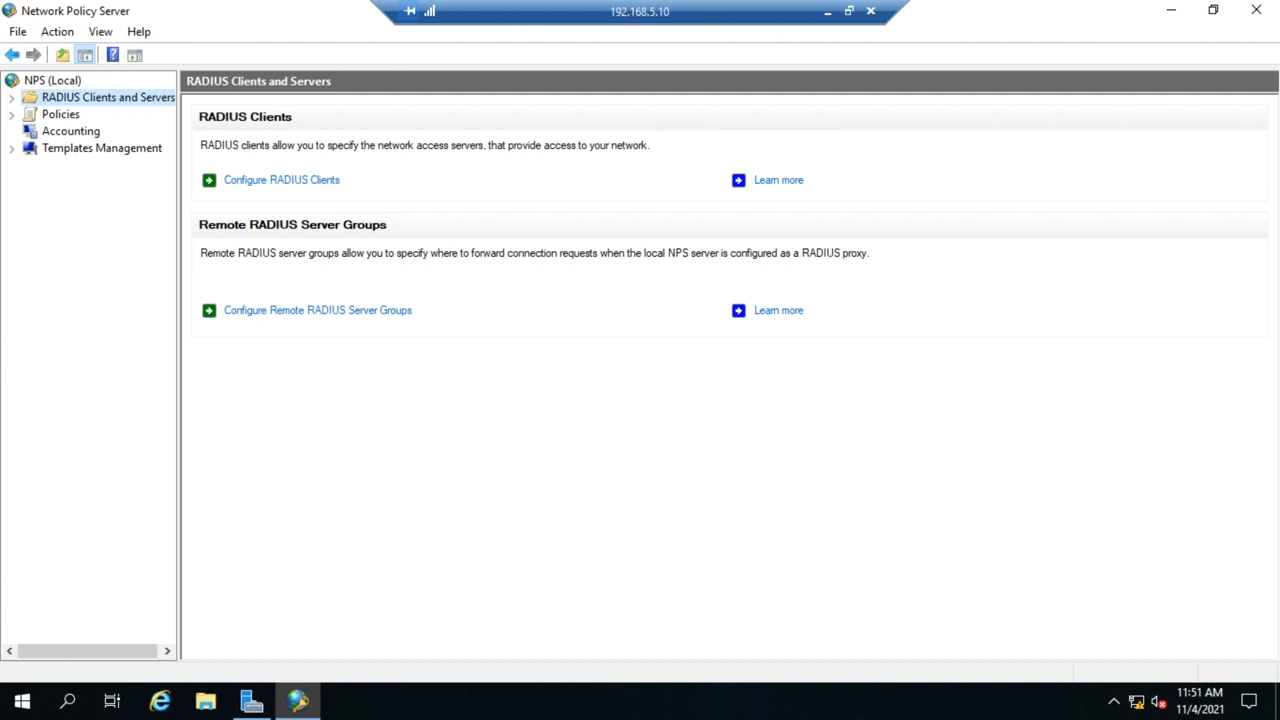 Network Policy Server
192.168.5.10
File Action View Help
NPS (Local)
RADIUS Clients and Servers
Policies
Accounting
Templates Management
RADIUS Clients and Servers
RADIUS Clients
RADIUS clients allow you to specify the network access servers, that provide access to your network.
Configure RADIUS Clients
Learn more
Remote RADIUS Server Groups
Remote RADIUS server groups allow you to specify where to forward connection requests when the local NPS server is configured as a RADIUS proxy.
Configure Remote RADIUS Server Groups
Learn more
11:51 AM
11/4/2021